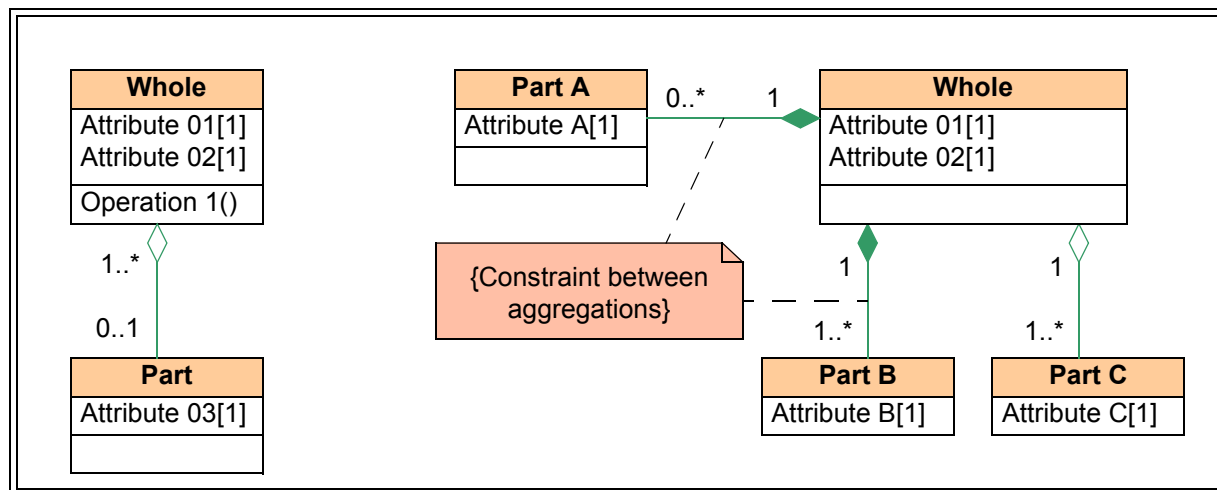 Whole
Attribute 01[1]
Attribute 02[1]
Operation 1()
1..*
0..1
Part
Attribute 03[1]
Part A
Attribute A[1]
0..*
1
Whole
Attribute 01[1]
Attribute 02[1]
{Constraint between
aggregations}
1
1..*
Part B
Attribute B[1]
1
1..*
Part C
Attribute C[1]